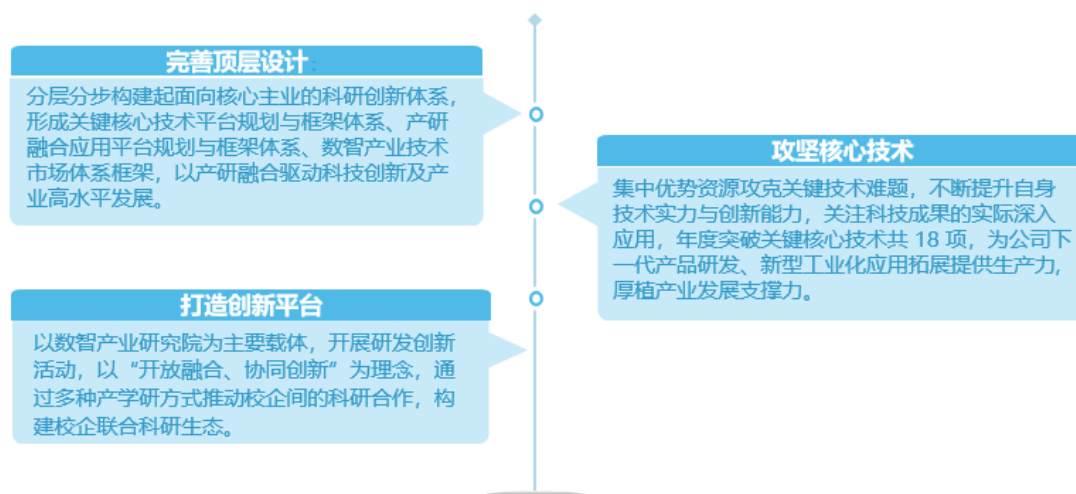 完善顶层设计:
分层分步构建起面向核心主业的科研创新体系，
形成关键核心技术平台规划与框架体系、产研
融合应用平台规划与框架体系、数智产业技术
市场体系框架，以产研融合驱动科技创新及产
业高水平发展。
攻坚核心技术
集中优势资源攻克关键技术难题，不断提升自身
技术实力与创新能力，关注科技成果的实际深入
应用，年度突破关键核心技术共 18 项，为公司下
一代产品研发、新型工业化应用拓展提供生产力，
厚植产业发展支撑力。
打造创新平台
以数智产业研究院为主要载体，开展研发创新
活动，以“开放融合、协同创新”为理念，通
过多种产学研方式推动校企间的科研合作，构
建校企联合科研生态。